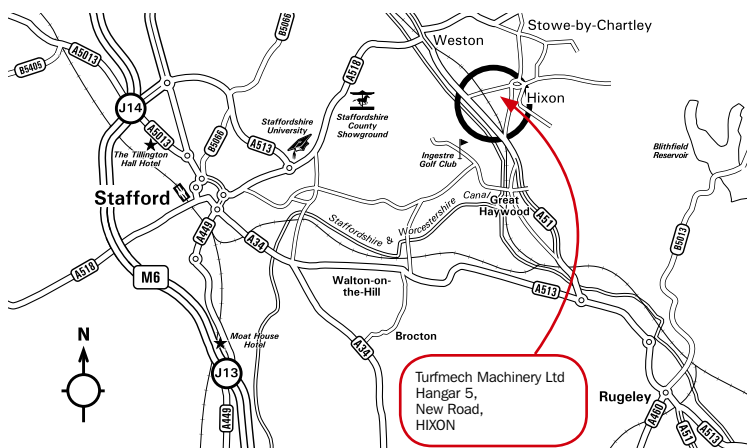 Stowe-by-Chartley
B5066
Weston
A5013
A518
B5405
J14
Hixon
Staffordshire
County
Showground
Staffordshire
University
A5013
B5066
A513
The Tillington
Hall Hotel
Ingestre
Golf Club
Blithfield
Reservoir
Stafford
Staffordshire & Worcestershire Canal
Great
Haywood
A51
A449
A34
B5013
A518
M6
Walton-on-
the-Hill
A513
N
Moat House
Hotel
Brocton
A34
J13
Turfmech Machinery Ltd
Hangar 5,
New Road,
HIXON
Rugeley
A449
A460
A51
A513